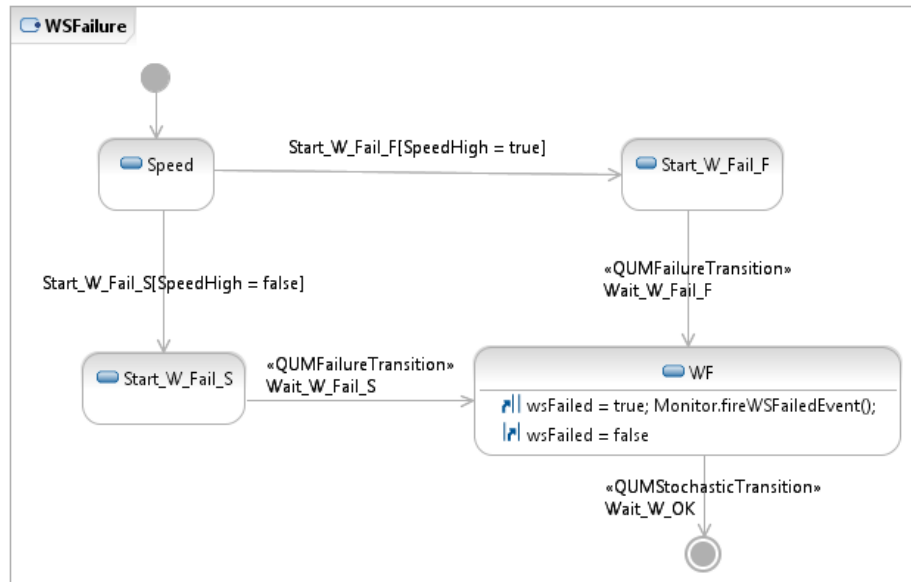 WSFailure
Speed
Start_W_Fail_F[SpeedHigh = true]
Start_W_Fail_F
Start_W_Fail_S[SpeedHigh = false]
«QUMFailureTransition»
Wait_W_Fail_F
Start_W_Fail_S
«QUMFailureTransition»
Wait_W_Fail_S
WF
wsFailed = true; Monitor.fireWSFailedEvent();
wsFailed = false
«QUMStochasticTransition»
Wait_W_OK